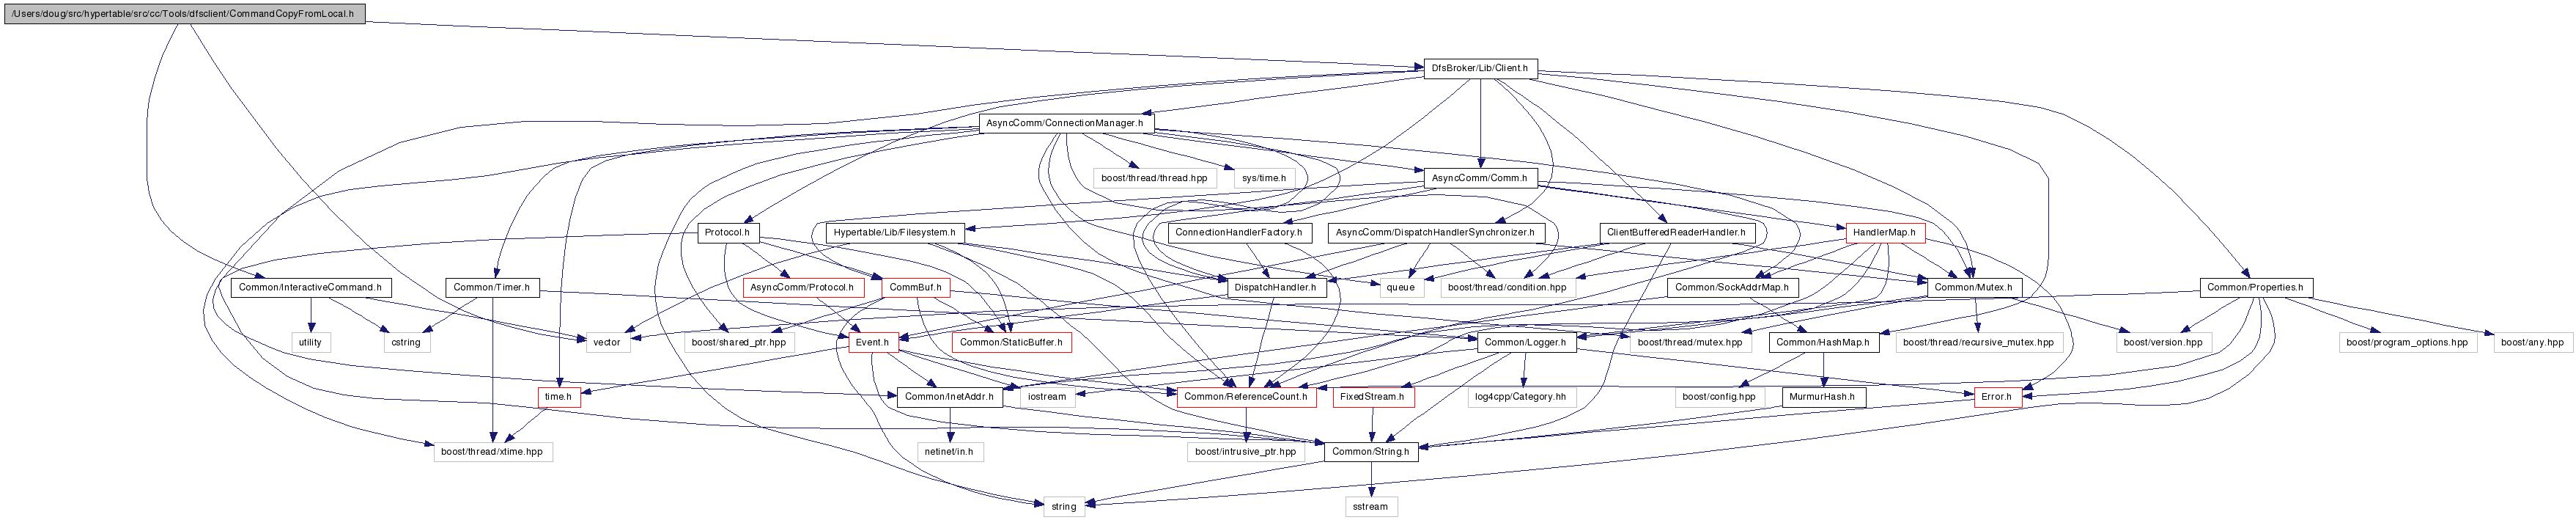 /Users/doug/src/hypertable/src/cc/Tools/dfsclient/CommandCopyFromLocal.h
DfsBroker/Lib/Client.h
AsyncComm/ConnectionManager.h
boost/thread/thread.hpp
sys/time.h
AsyncComm/Comm.h
Protocol.h
Hypertable/Lib/Filesystem.h
ConnectionHandlerFactory.h
AsyncComm/DispatchHandlerSynchronizer.h
ClientBufferedReaderHandler.h
HandlerMap.h
Common/InteractiveCommand.h
Common/Timer.h
AsyncComm/Protocol.h
CommBuf.h
DispatchHandler.h
queue
boost/thread/condition.hpp
Common/SockAddrMap.h
Common/Mutex.h
Common/Properties.h
utility
cstring
vector
boost/shared_ptr.hpp
Event.h
Common/StaticBuffer.h
Common/Logger.h
boost/thread/mutex.hpp
Common/HashMap.h
boost/thread/recursive_mutex.hpp
boost/version.hpp
boost/program_options.hpp
boost/any.hpp
time.h
Common/InetAddr.h
iostream
Common/ReferenceCount.h
FixedStream.h
log4cpp/Category.hh
boost/config.hpp
MurmurHash.h
Error.h
boost/thread/xtime.hpp
netinet/in.h
boost/intrusive_ptr.hpp
Common/String.h
string
sstream